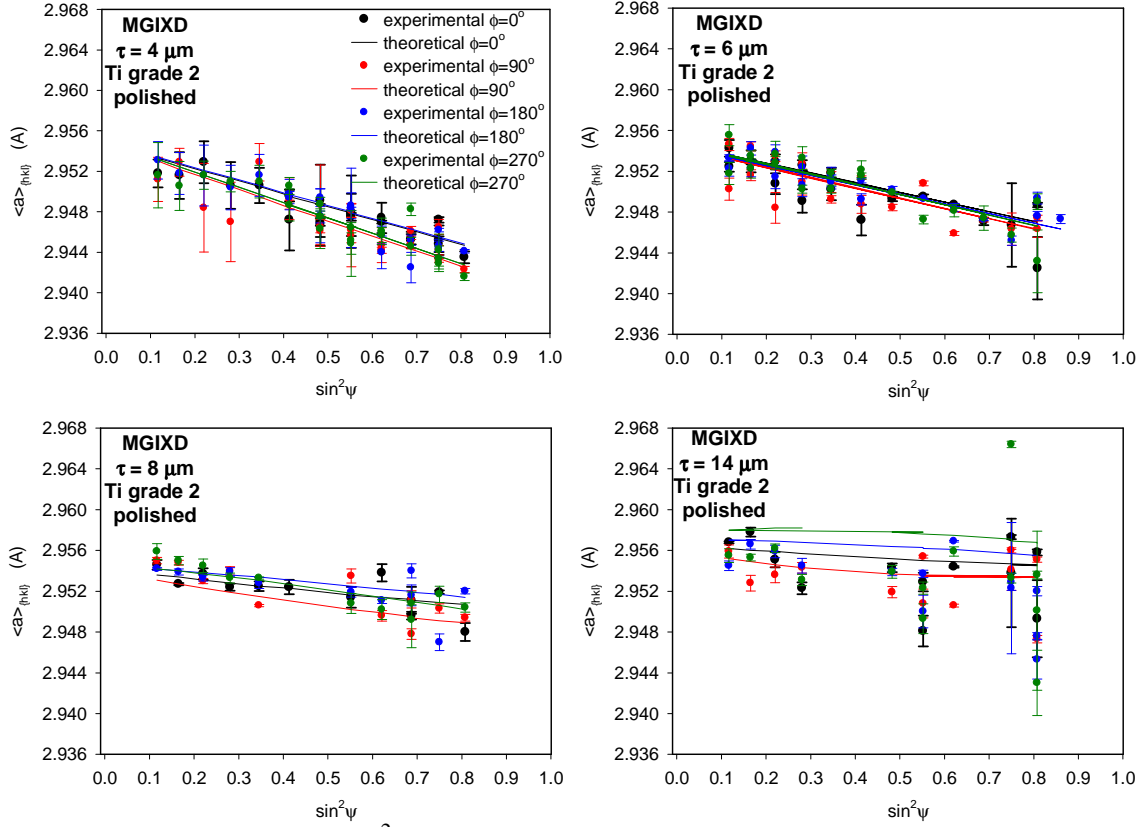 MGIXD
τ = 4 μm
Ti grade 2
polished
experimental ϕ=0°
theoretical ϕ=0°
experimental ϕ=90°
theoretical ϕ=90°
experimental ϕ=180°
theoretical ϕ=180°
experimental ϕ=270°
theoretical ϕ=270°
<a>{hkl} (A)
2.968
2.964
2.960
2.956
2.952
2.948
2.944
2.940
2.936
0.0 0.1 0.2 0.3 0.4 0.5 0.6 0.7 0.8 0.9 1.0
sin²ψ
MGIXD
τ = 6 μm
Ti grade 2
polished
<a>{hkl} (A)
2.968
2.964
2.960
2.956
2.952
2.948
2.944
2.940
2.936
0.0 0.1 0.2 0.3 0.4 0.5 0.6 0.7 0.8 0.9 1.0
sin²ψ
MGIXD
τ = 8 μm
Ti grade 2
polished
<a>{hkl} (A)
2.968
2.964
2.960
2.956
2.952
2.948
2.944
2.940
2.936
0.0 0.1 0.2 0.3 0.4 0.5 0.6 0.7 0.8 0.9 1.0
sin²ψ
MGIXD
τ = 14 μm
Ti grade 2
polished
<a>{hkl} (A)
2.968
2.964
2.960
2.956
2.952
2.948
2.944
2.940
2.936
0.0 0.1 0.2 0.3 0.4 0.5 0.6 0.7 0.8 0.9 1.0
sin²ψ
2